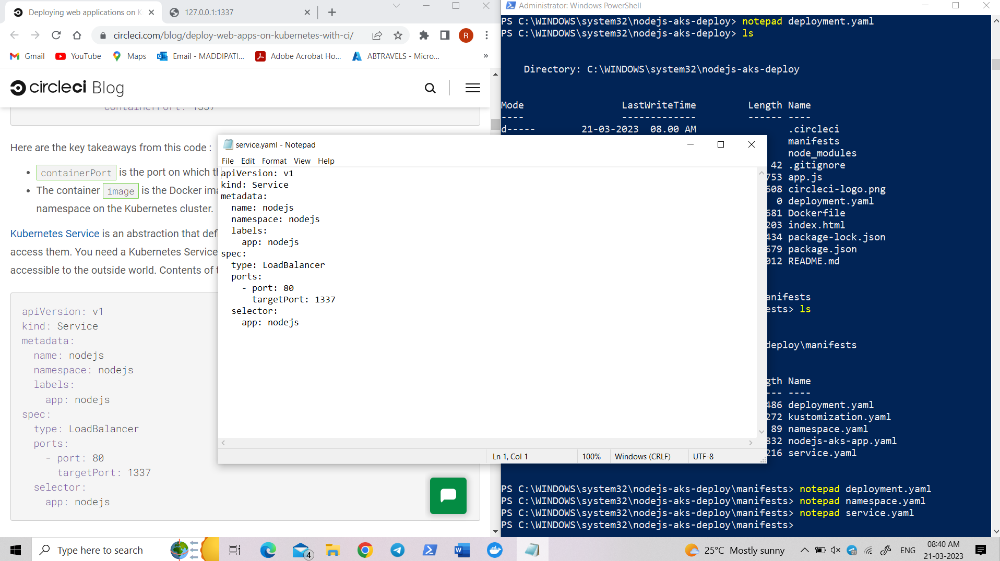 Deploying web applications on K
127.0.0.1:1337
circleci.com/blog/deploy-web-apps-on-kubernetes-with-ci/
R
Gmail
YouTube
Maps
Email - MADDIPATI...
Adobe Acrobat Ho...
ABTRAVELS - Micro...
»
circleci Blog
containerPort: 1337
Here are the key takeaways from this code :
• containerPort is the port on which th
• The container image is the Docker ima
namespace on the Kubernetes cluster.
Kubernetes Service is an abstraction that defi
access them. You need a Kubernetes Service
accessible to the outside world. Contents of t
apiVersion: v1
kind: Service
metadata:
name: nodejs
namespace: nodejs
labels:
app: nodejs
spec:
type: LoadBalancer
ports:
- port: 80
targetPort: 1337
selector:
app: nodejs
service.yaml - Notepad
File Edit Format View Help
apiVersion: v1
kind: Service
metadata:
name: nodejs
namespace: nodejs
labels:
app: nodejs
spec:
type: LoadBalancer
ports:
- port: 80
targetPort: 1337
selector:
app: nodejs
Ln 1, Col 1
100%
Windows (CRLF)
UTF-8
Administrator: Windows PowerShell
PS C:\WINDOWS\system32\nodejs-aks-deploy> notepad deployment.yaml
PS C:\WINDOWS\system32\nodejs-aks-deploy> ls
Directory: C:\WINDOWS\system32\nodejs-aks-deploy
Mode LastWriteTime Length Name
---- ------------- ------ ----
d----- 21-03-2023 08.00 AM .circleci
manifests
node_modules
42 .gitignore
753 app.js
608 circleci-logo.png
0 deployment.yaml
681 Dockerfile
203 index.html
434 package-lock.json
679 package.json
912 README.md
anifests
ests> ls
deploy\manifests
gth Name
--- ----
486 deployment.yaml
272 kustomization.yaml
89 namespace.yaml
832 nodejs-aks-app.yaml
216 service.yaml
PS C:\WINDOWS\system32\nodejs-aks-deploy\manifests> notepad deployment.yaml
PS C:\WINDOWS\system32\nodejs-aks-deploy\manifests> notepad namespace.yaml
PS C:\WINDOWS\system32\nodejs-aks-deploy\manifests> notepad service.yaml
PS C:\WINDOWS\system32\nodejs-aks-deploy\manifests>
Type here to search
4
25°C Mostly sunny
ENG
08:40 AM
21-03-2023